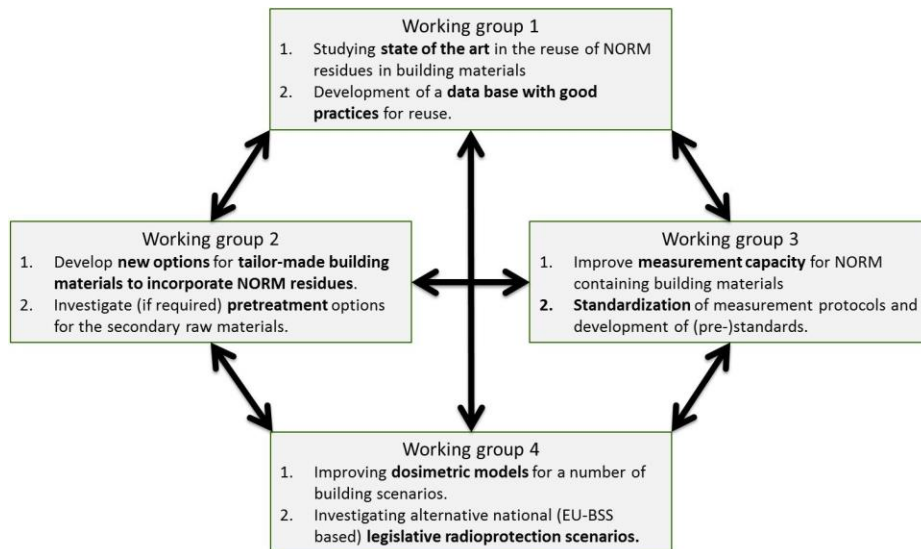 Working group 1
1. Studying state of the art in the reuse of NORM
residues in building materials
2. Development of a data base with good
practices for reuse.
Working group 2
1. Develop new options for tailor-made building
materials to incorporate NORM residues.
2. Investigate (if required) pretreatment options
for the secondary raw materials.
Working group 3
1. Improve measurement capacity for NORM
containing building materials
2. Standardization of measurement protocols and
development of (pre-)standards.
Working group 4
1. Improving dosimetric models for a number of
building scenarios.
2. Investigating alternative national (EU-BSS
based) legislative radioprotection scenarios.